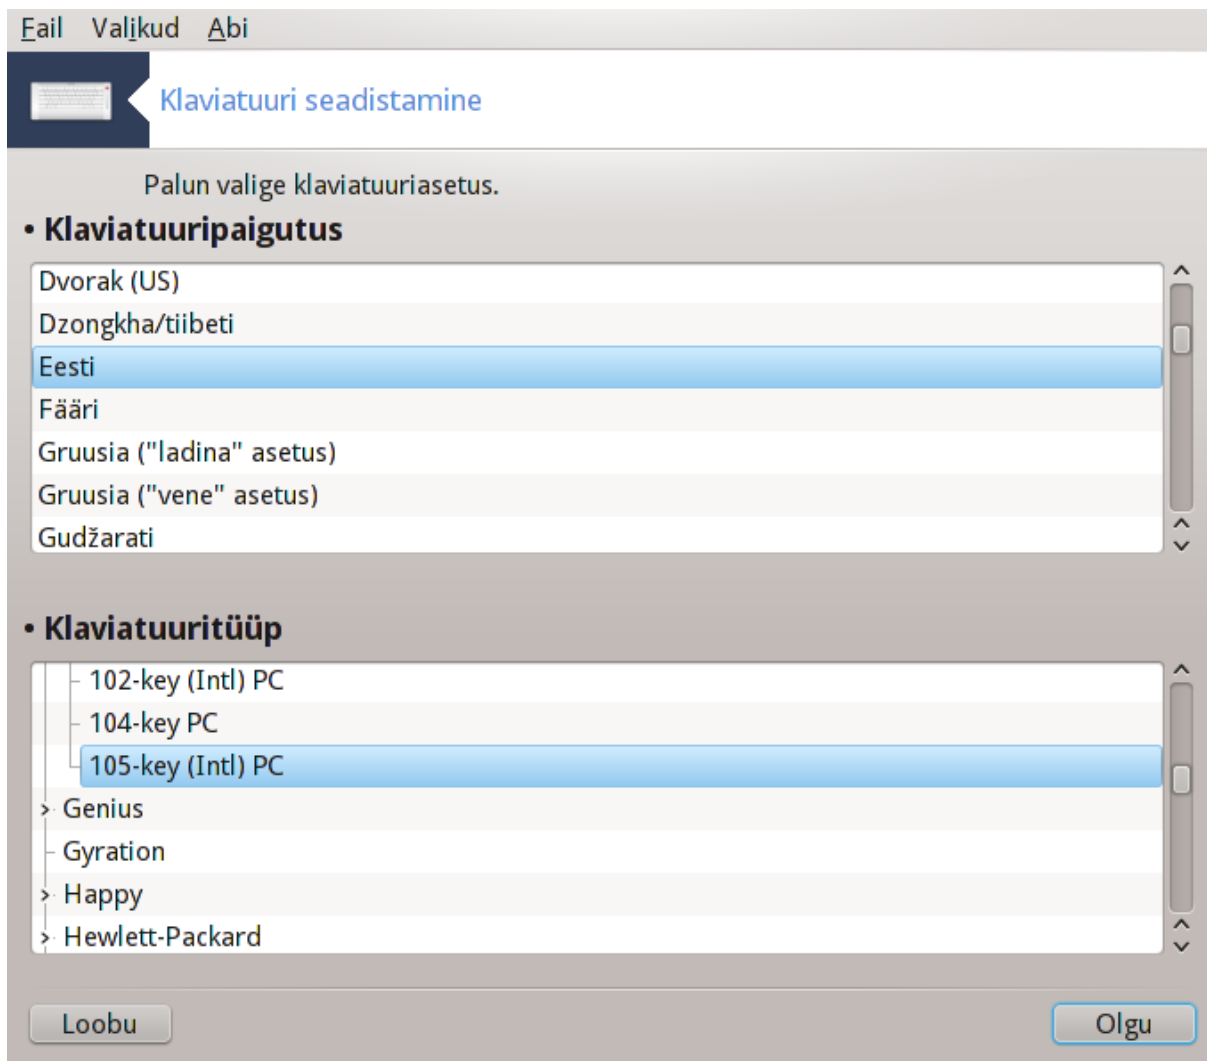 Fail Valikud Abi
Klaviatuuri seadistamine
Palun valige klaviatuuriasetus.
• Klaviatuuripaigutus
Dvorak (US)
Dzongkha/tiibeti
Eesti
Fääri
Gruusia ("ladina" asetus)
Gruusia ("vene" asetus)
Gudžarati
• Klaviatuuritüüp
102-key (Intl) PC
104-key PC
105-key (Intl) PC
Genius
Gyration
Happy
Hewlett-Packard
Loobu Olgu